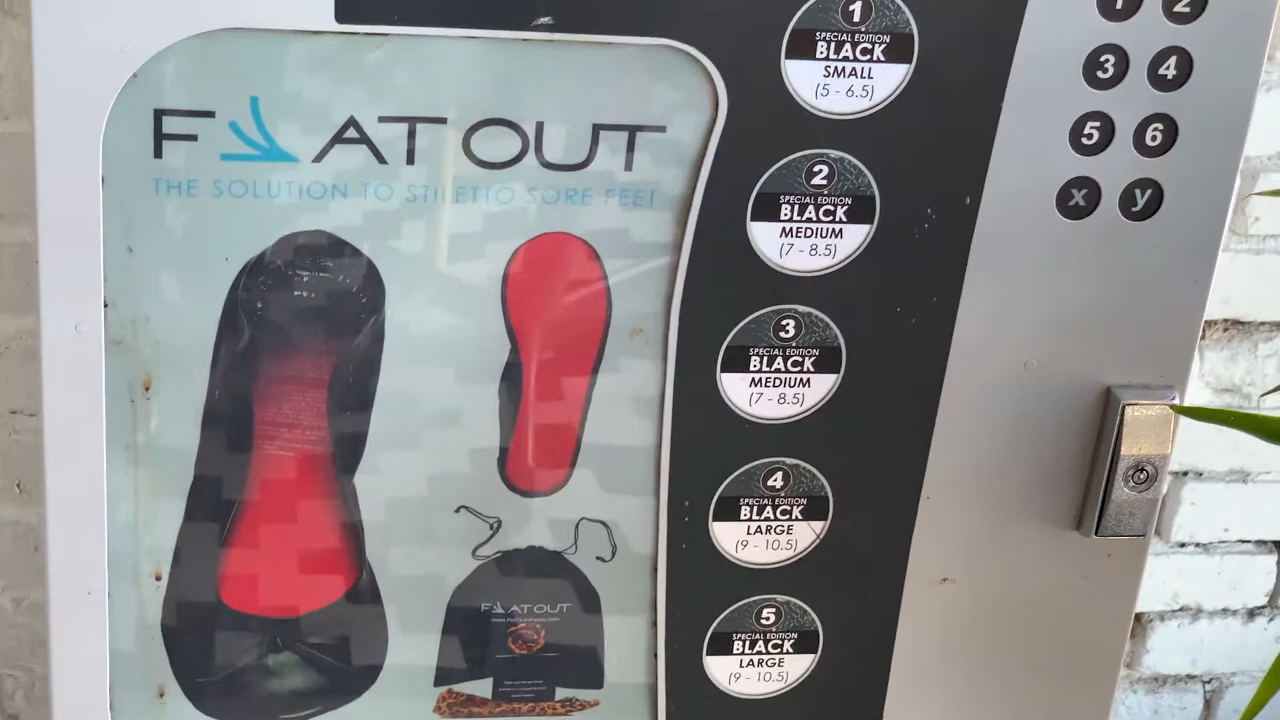 FLATOUT
THE SOLUTION TO STILETTO SORE FEET
FLATOUT
1
SPECIAL EDITION
BLACK
SMALL
(5 - 6.5)
2
SPECIAL EDITION
BLACK
MEDIUM
(7 - 8.5)
3
SPECIAL EDITION
BLACK
MEDIUM
(7 - 8.5)
4
SPECIAL EDITION
BLACK
LARGE
(9 - 10.5)
5
SPECIAL EDITION
BLACK
LARGE
(9 - 10.5)
1 2
3 4
5 6
x y